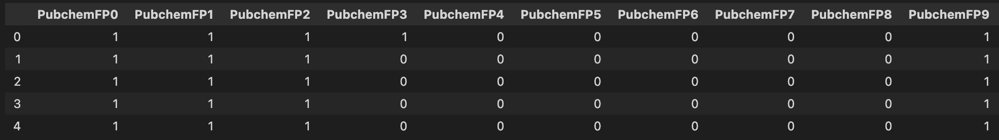 PubchemFP0 PubchemFP1 PubchemFP2 PubchemFP3 PubchemFP4 PubchemFP5 PubchemFP6 PubchemFP7 PubchemFP8 PubchemFP9
0 1 1 1 1 0 0 0 0 0 1
1 1 1 1 0 0 0 0 0 0 1
2 1 1 1 0 0 0 0 0 0 1
3 1 1 1 0 0 0 0 0 0 1
4 1 1 1 0 0 0 0 0 0 1